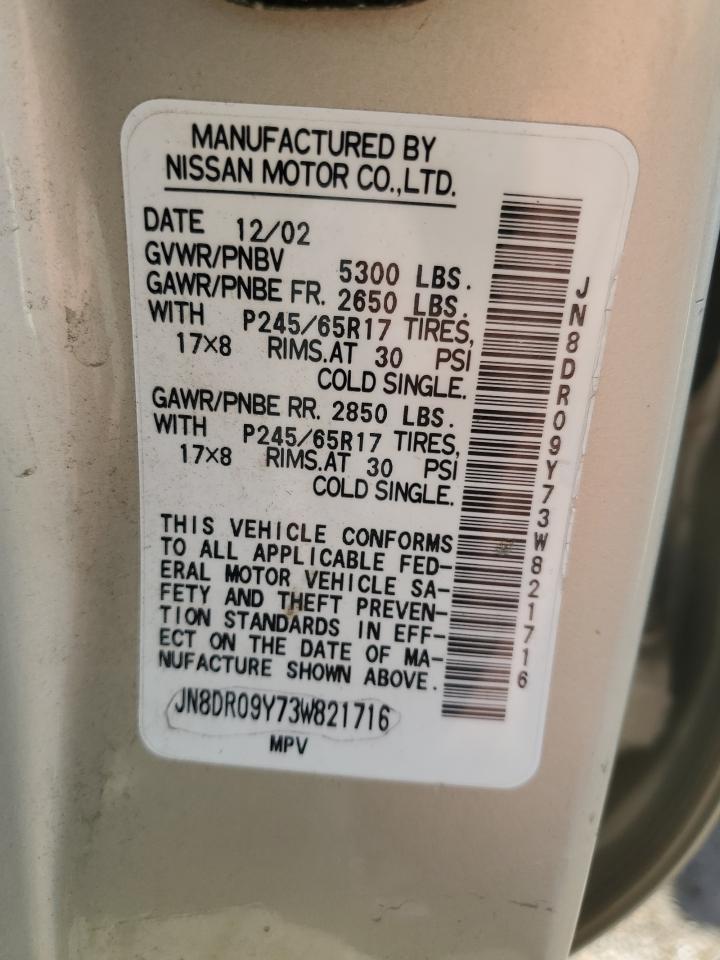 MANUFACTURED BY
NISSAN MOTOR CO.,LTD.
DATE 12/02
GVWR/PNBV 5300 LBS.
GAWR/PNBE FR. 2650 LBS.
WITH P245/65R17 TIRES,
17×8 RIMS.AT 30 PSI
COLD SINGLE.
GAWR/PNBE RR. 2850 LBS.
WITH P245/65R17 TIRES,
17×8 RIMS.AT 30 PSI
COLD SINGLE.
THIS VEHICLE CONFORMS
TO ALL APPLICABLE FED-
ERAL MOTOR VEHICLE SA-
FETY AND THEFT PREVEN-
TION STANDARDS IN EFF-
ECT ON THE DATE OF MA-
NUFACTURE SHOWN ABOVE.
JN8DR09Y73W821716
MPV
JN8DR09Y73W821716